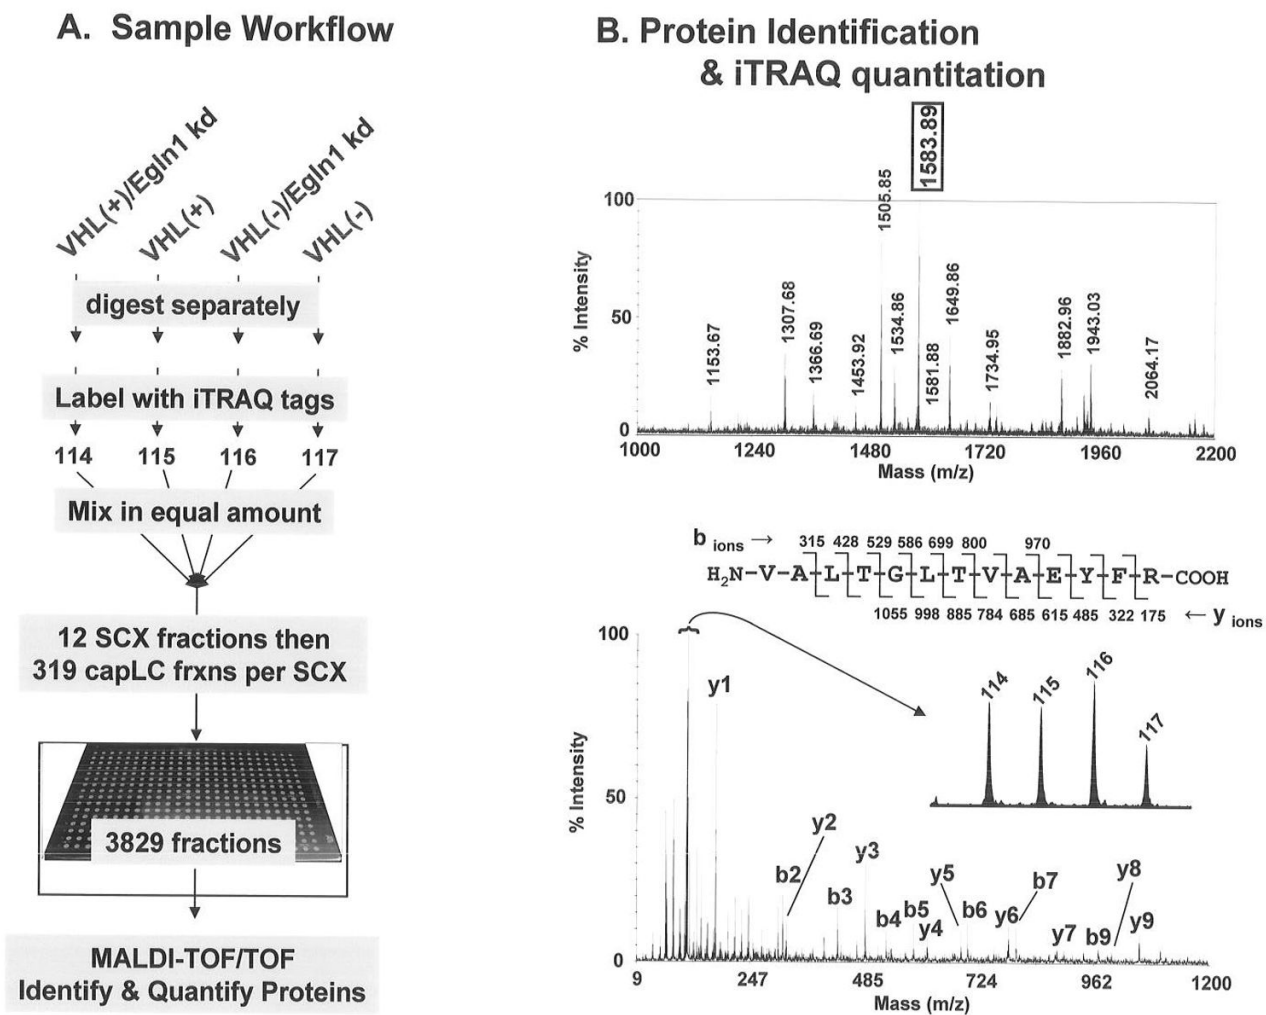 A. Sample Workflow
VHL(+)/Egln1 kd
VHL(+)
VHL(-)/Egln1 kd
VHL(-)
digest separately
Label with iTRAQ tags
114 115 116 117
Mix in equal amount
12 SCX fractions then
319 capLC frxns per SCX
3829 fractions
MALDI-TOF/TOF
Identify & Quantify Proteins
B. Protein Identification
& iTRAQ quantitation
1583.89
100
50
0
% Intensity
1153.67
1307.68
1366.69
1453.92
1505.85
1534.86
1581.88
1649.86
1734.95
1882.96
1943.03
2064.17
1000 1240 1480 1720 1960 2200
Mass (m/z)
b ions → 315 428 529 586 699 800 970
H2N-V-A-L-T-G-L-T-V-A-E-Y-F-R-COOH
1055 998 885 784 685 615 485 322 175 ← y ions
100
50
0
% Intensity
y1
114
115
116
117
b2
y2
b3
y3
b4
b5
y4
y5
b6
y6
b7
y7
b9
y8
y9
9 247 485 724 962 1200
Mass (m/z)